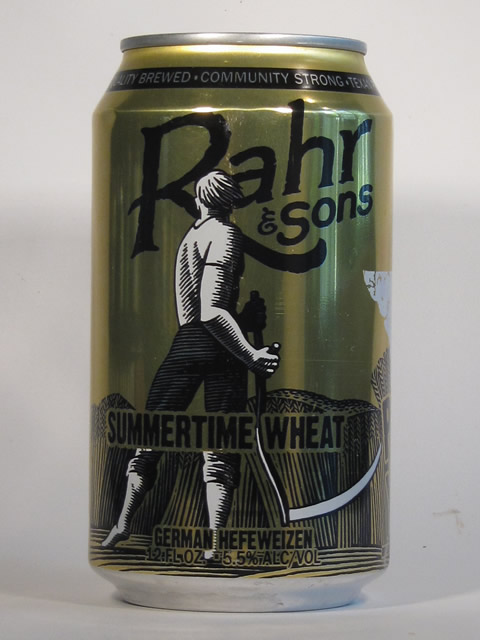 ALITY BREWED • COMMUNITY STRONG • TEXA
Rahr
& Sons
SUMMERTIME WHEAT
GERMAN HEFEWEIZEN
12 FL OZ. 5.5% ALC/VOL